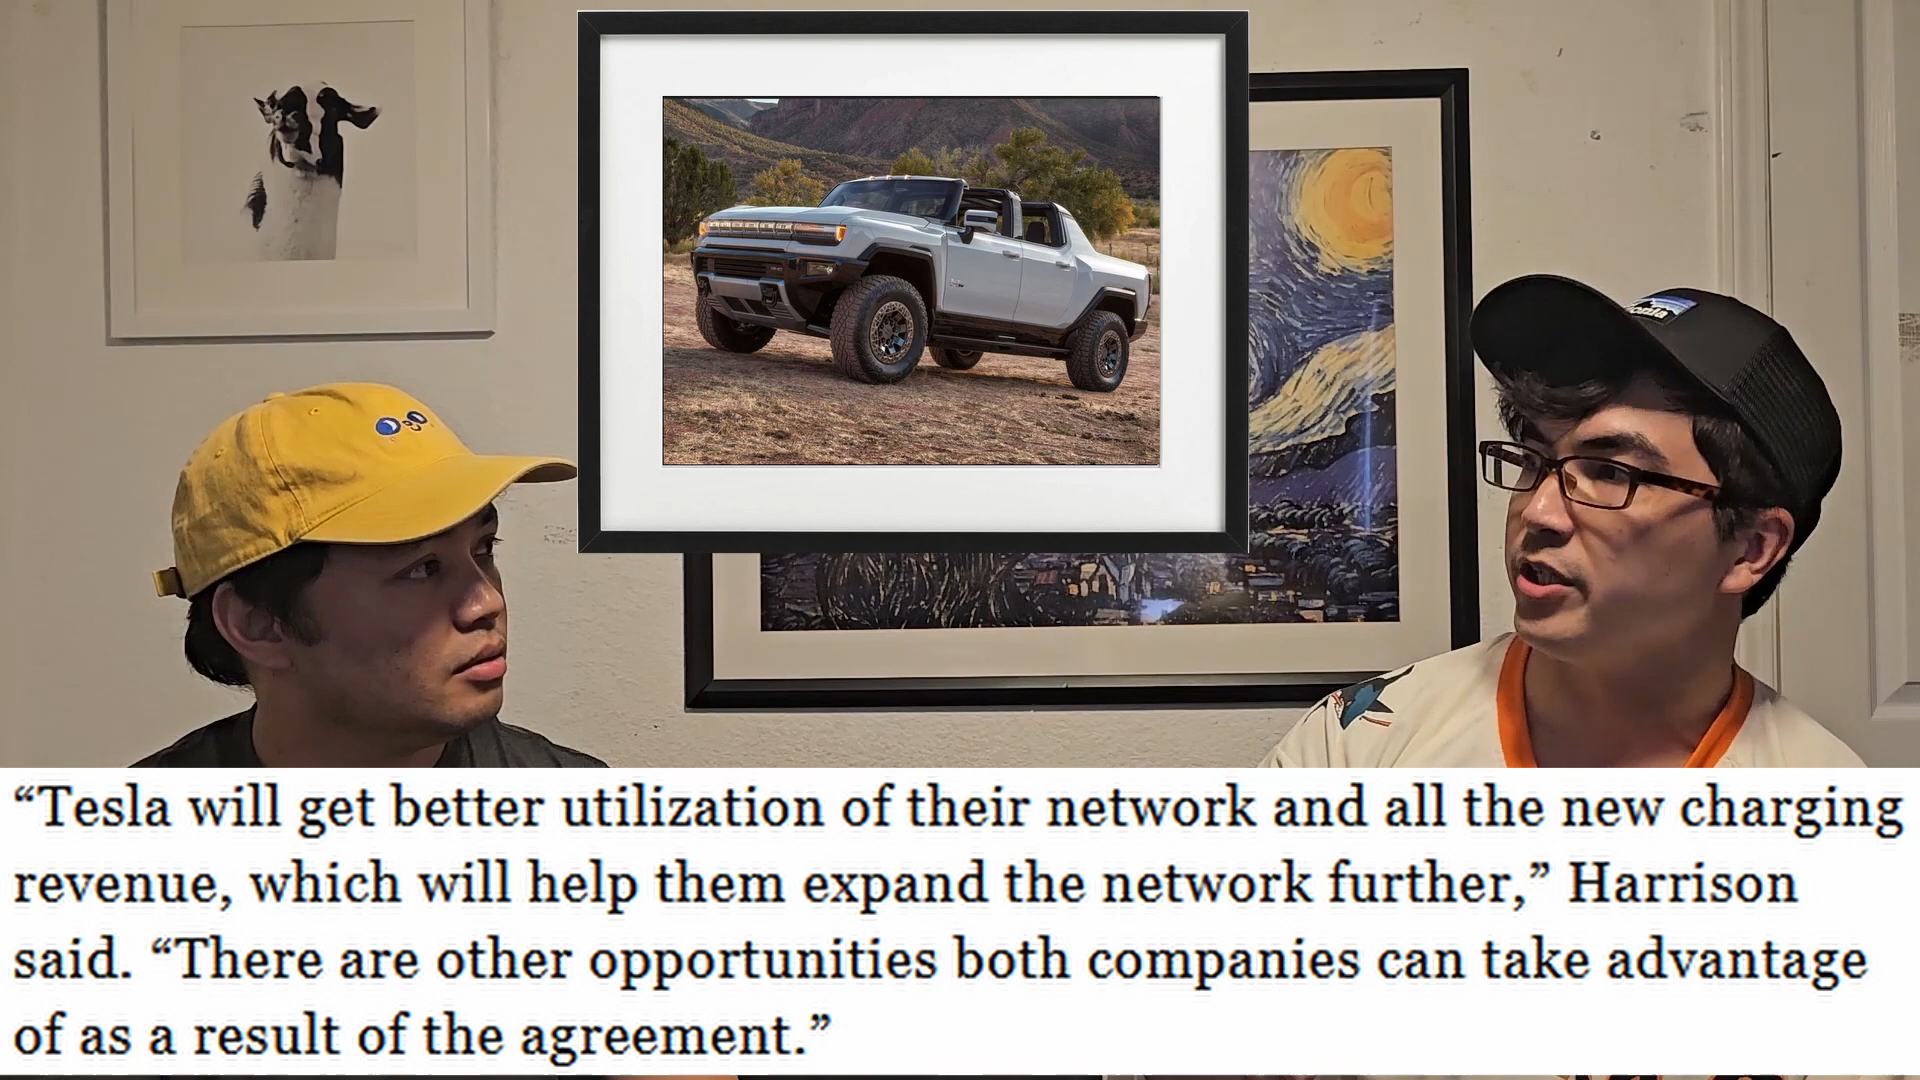 “Tesla will get better utilization of their network and all the new charging
revenue, which will help them expand the network further,” Harrison
said. “There are other opportunities both companies can take advantage
of as a result of the agreement.”